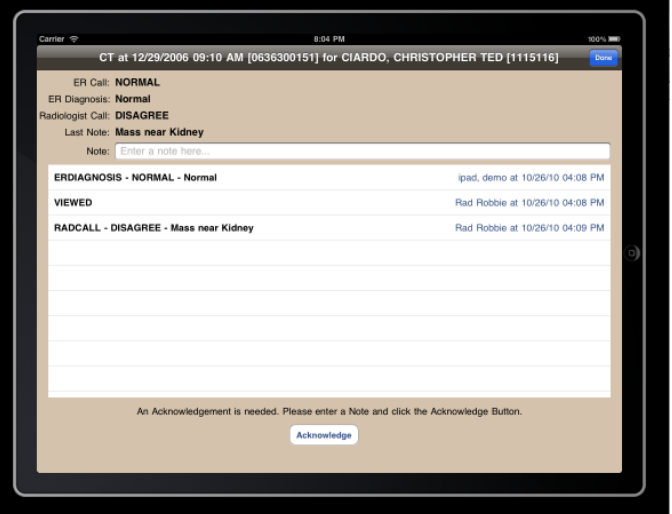 Carrier 8:04 PM 100%
CT at 12/29/2006 09:10 AM [0636300151] for CIARDO, CHRISTOPHER TED [1115116] Done
ER Call: NORMAL
ER Diagnosis: Normal
Radiologist Call: DISAGREE
Last Note: Mass near Kidney
Note: Enter a note here...
ERDIAGNOSIS - NORMAL - Normal ipad, demo at 10/26/10 04:08 PM
VIEWED Rad Robbie at 10/26/10 04:08 PM
RADCALL - DISAGREE - Mass near Kidney Rad Robbie at 10/26/10 04:09 PM
An Acknowledgement is needed. Please enter a Note and click the Acknowledge Button.
Acknowledge